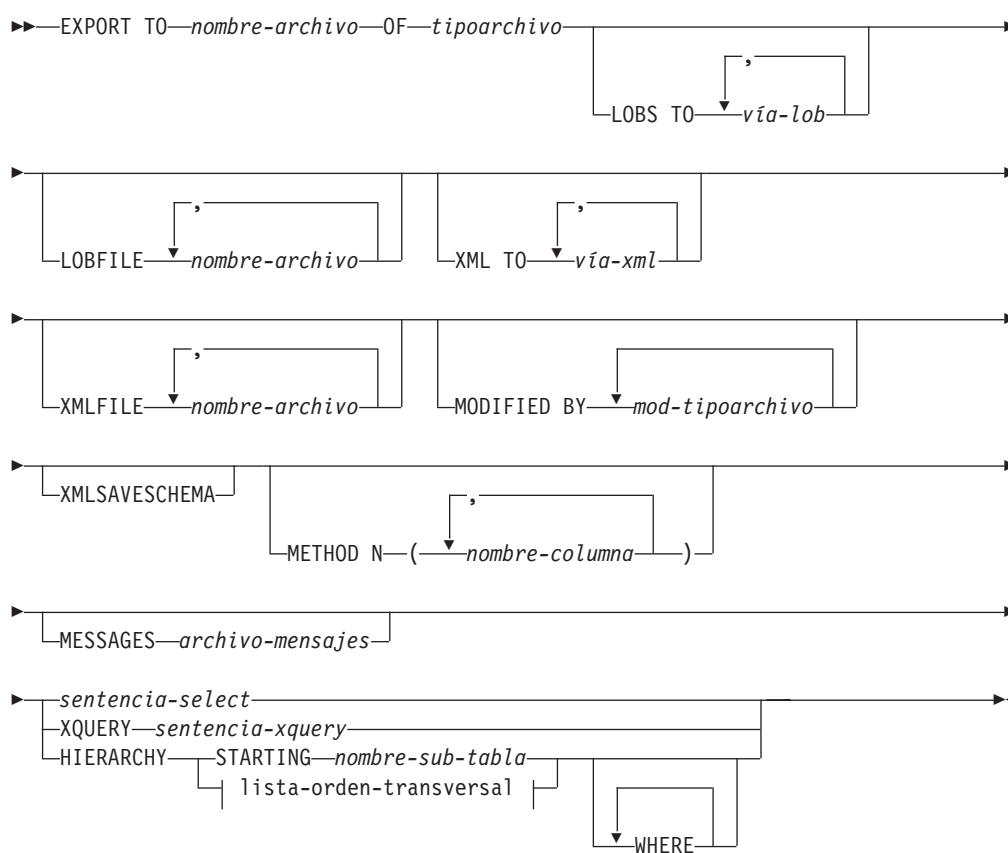 EXPORT TO nombre-archivo OF tipoarchivo
,
LOBS TO vía-lob
, ,
LOBFILE nombre-archivo XML TO vía-xml
,
XMLFILE nombre-archivo MODIFIED BY mod-tipoarchivo
XMLSAVESCHEMA ,
METHOD N ( nombre-columna )
MESSAGES archivo-mensajes
sentencia-select
XQUERY sentencia-xquery
HIERARCHY STARTING nombre-sub-tabla
lista-orden-transversal
WHERE